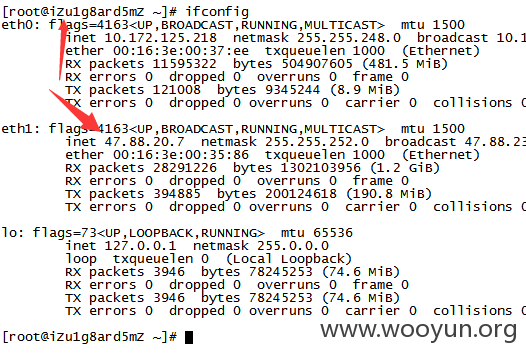 [root@iZu1g8ard5mZ ~]# ifconfig
eth0: flags=4163<UP,BROADCAST,RUNNING,MULTICAST>  mtu 1500
inet 10.172.125.218  netmask 255.255.248.0  broadcast 10.1
ether 00:16:3e:00:37:ee  txqueuelen 1000  (Ethernet)
RX packets 11595322  bytes 504907605 (481.5 MiB)
RX errors 0  dropped 0  overruns 0  frame 0
TX packets 121008  bytes 9345244 (8.9 MiB)
TX errors 0  dropped 0 overruns 0  carrier 0  collisions 0
eth1: flags=4163<UP,BROADCAST,RUNNING,MULTICAST>  mtu 1500
inet 47.88.20.7  netmask 255.255.252.0  broadcast 47.88.23
ether 00:16:3e:00:35:86  txqueuelen 1000  (Ethernet)
RX packets 28291226  bytes 1302103956 (1.2 GiB)
RX errors 0  dropped 0  overruns 0  frame 0
TX packets 394885  bytes 200124618 (190.8 MiB)
TX errors 0  dropped 0 overruns 0  carrier 0  collisions 0
lo: flags=73<UP,LOOPBACK,RUNNING>  mtu 65536
inet 127.0.0.1  netmask 255.0.0.0
loop  txqueuelen 0  (Local Loopback)
RX packets 3946  bytes 78245253 (74.6 MiB)
RX errors 0  dropped 0  overruns 0  frame 0
TX packets 3946  bytes 78245253 (74.6 MiB)
TX errors 0  dropped 0 overruns 0  carrier 0  collisions 0
[root@iZu1g8ard5mZ ~]#
www.wooyun.org